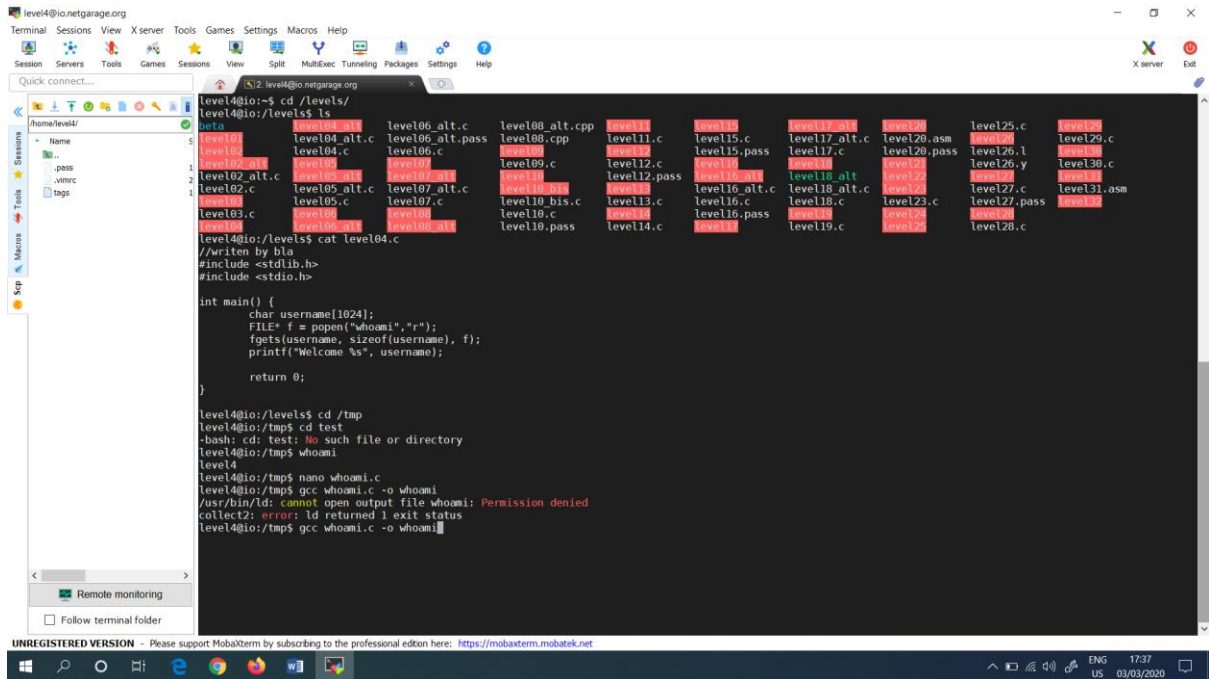 level4@io.netgarage.org
Terminal Sessions View X server Tools Games Settings Macros Help
Session Servers Tools Games Sessions View Split MultiExec Tunneling Packages Settings Help X server Exit
Quick connect...
2. level4@io.netgarage.org
/home/level4/
Name S
..
.pass 1
.vimrc 2
tags 1
Sessions
Tools
Macros
Scp
level4@io:~$ cd /levels/
level4@io:/levels$ ls
beta level04_alt level06_alt.c level08_alt.cpp level11 level15 level17_alt level20 level25.c level29
level01 level04_alt.c level06_alt.pass level08.cpp level11.c level15.c level17_alt.c level20.asm level26 level29.c
level02 level04.c level06.c level09 level12 level15.pass level17.c level20.pass level26.l level30
level02_alt level05 level07 level09.c level12.c level16 level18 level21 level26.y level30.c
level02_alt.c level05_alt level07_alt level10 level12.pass level16_alt level18_alt level22 level27 level31
level02.c level05_alt.c level07_alt.c level10_bis level13 level16_alt.c level18_alt.c level23 level27.c level31.asm
level03 level05.c level07.c level10_bis.c level13.c level16.c level18.c level23.c level27.pass level32
level03.c level06 level08 level10.c level14 level16.pass level19 level24 level28
level04 level06_alt level08_alt level10.pass level14.c level17 level19.c level25 level28.c
level4@io:/levels$ cat level04.c
//writen by bla
#include <stdlib.h>
#include <stdio.h>
int main() {
char username[1024];
FILE* f = popen("whoami","r");
fgets(username, sizeof(username), f);
printf("Welcome %s", username);
return 0;
}
level4@io:/levels$ cd /tmp
level4@io:/tmp$ cd test
-bash: cd: test: No such file or directory
level4@io:/tmp$ whoami
level4
level4@io:/tmp$ nano whoami.c
level4@io:/tmp$ gcc whoami.c -o whoami
/usr/bin/ld: cannot open output file whoami: Permission denied
collect2: error: ld returned 1 exit status
level4@io:/tmp$ gcc whoami.c -o whoami
Remote monitoring
Follow terminal folder
UNREGISTERED VERSION - Please support MobaXterm by subscribing to the professional edition here: https://mobaxterm.mobatek.net
ENG 17:37
US 03/03/2020